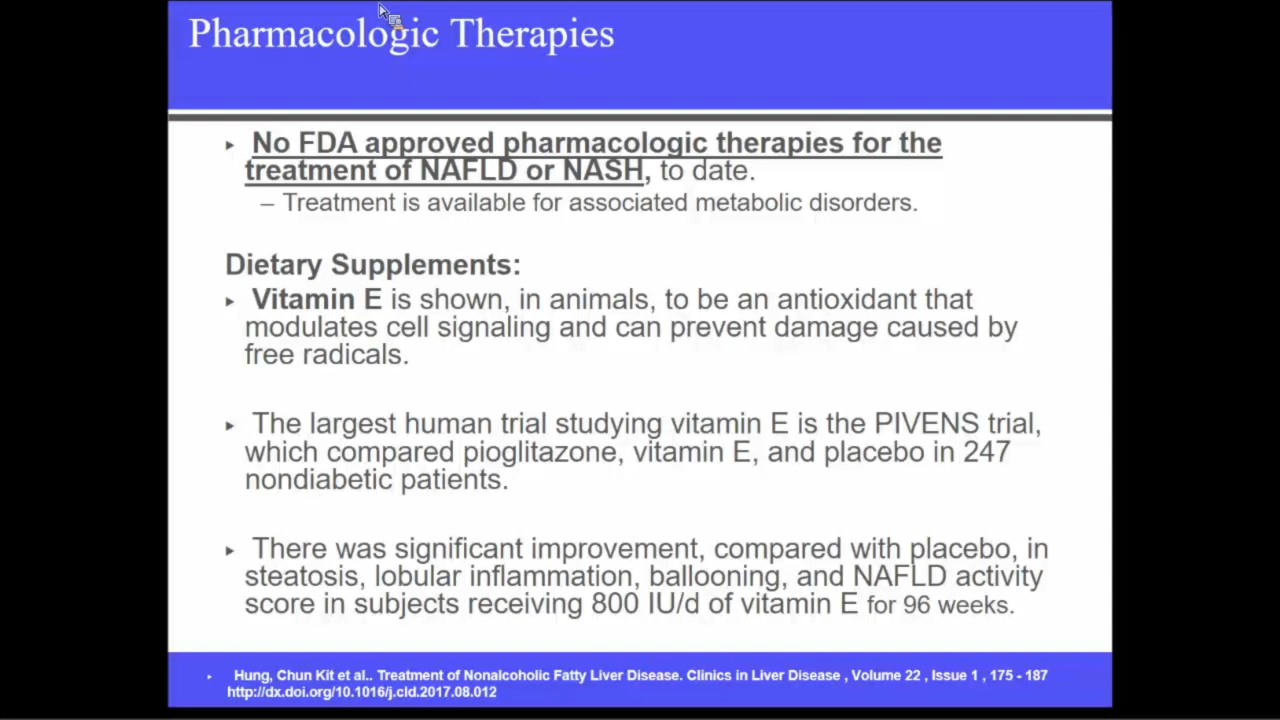 Pharmacologic Therapies
▸ No FDA approved pharmacologic therapies for the
treatment of NAFLD or NASH, to date.
– Treatment is available for associated metabolic disorders.
Dietary Supplements:
▸ Vitamin E is shown, in animals, to be an antioxidant that
modulates cell signaling and can prevent damage caused by
free radicals.
▸ The largest human trial studying vitamin E is the PIVENS trial,
which compared pioglitazone, vitamin E, and placebo in 247
nondiabetic patients.
▸ There was significant improvement, compared with placebo, in
steatosis, lobular inflammation, ballooning, and NAFLD activity
score in subjects receiving 800 IU/d of vitamin E for 96 weeks.
▸ Hung, Chun Kit et al.. Treatment of Nonalcoholic Fatty Liver Disease. Clinics in Liver Disease , Volume 22 , Issue 1 , 175 - 187
http://dx.doi.org/10.1016/j.cld.2017.08.012